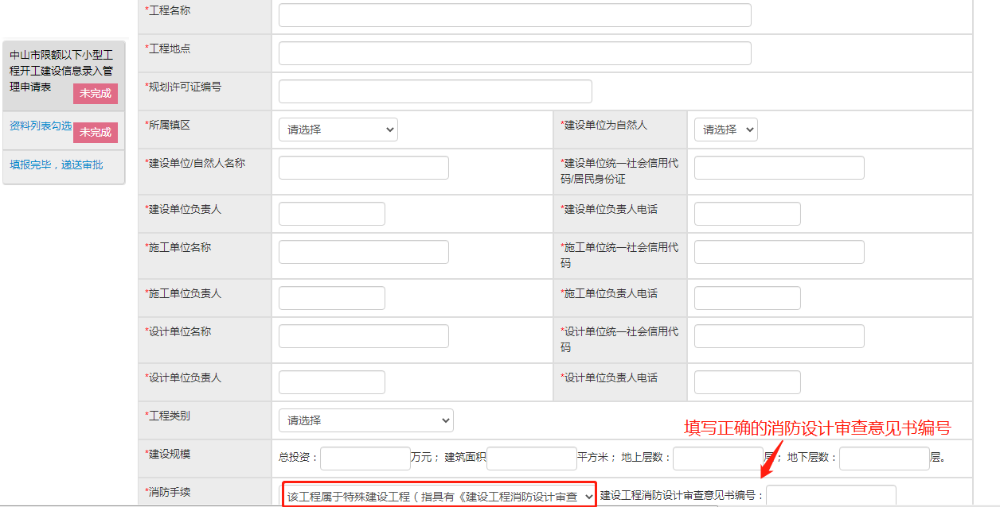 *工程名称
*工程地点
中山市限额以下小型工
程开工建设信息录入管
理申请表
未完成
资料列表勾选
未完成
填报完毕，递送审批
*规划许可证编号
*所属镇区
请选择
*建设单位为自然人
请选择
*建设单位/自然人名称
*建设单位统一社会信用代
码/居民身份证
*建设单位负责人
*建设单位负责人电话
*施工单位名称
*施工单位统一社会信用代
码
*施工单位负责人
*施工单位负责人电话
*设计单位名称
*设计单位统一社会信用代
码
*设计单位负责人
*设计单位负责人电话
*工程类别
请选择
填写正确的消防设计审查意见书编号
*建设规模
总投资： 万元； 建筑面积 平方米； 地上层数： 层； 地下层数： 层。
*消防手续
该工程属于特殊建设工程（指具有《建设工程消防设计审查
建设工程消防设计审查意见书编号：